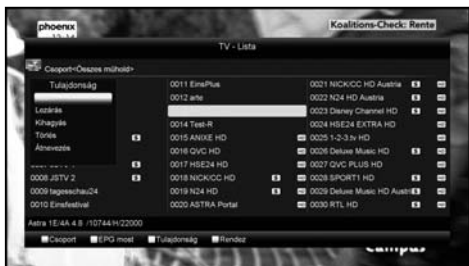 phoenix
Koalitions-Check: Rente
TV - Lista
Csoport<Összes műhold>
Tulajdonság
Lezárás
Kihagyás
Törlés
Átnevezés
0008 JSTV 2
0009 tagesschau24
0010 Einsfestival
0011 EinsPlus
0012 arte
0014 Test-R
0015 ANIXE HD
0016 QVC HD
0017 HSE24 HD
0018 NICK/CC HD
0019 N24 HD
0020 ASTRA Portal
0021 NICK/CC HD Austria
0022 N24 HD Austria
0023 Disney Channel HD
0024 HSE24 EXTRA HD
0025 1-2-3.tv HD
0026 Deluxe Music HD
0027 QVC PLUS HD
0028 SPORT1 HD
0029 Deluxe Music HD Austri
0030 RTL HD
Astra 1E/4A 4.8 /10744/H/22000
Csoport
EPG most
Tulajdonság
Rendez
Campus